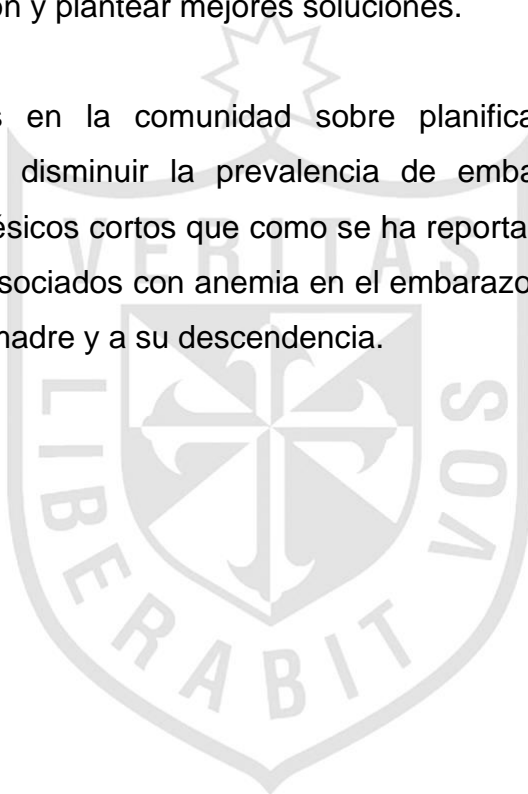 ón y plantear mejores soluciones.
s en la comunidad sobre planifica
disminuir la prevalencia de emba
ésicos cortos que como se ha reporta
sociados con anemia en el embarazo
madre y a su descendencia.
VERITAS
LIBERABIT
VOS